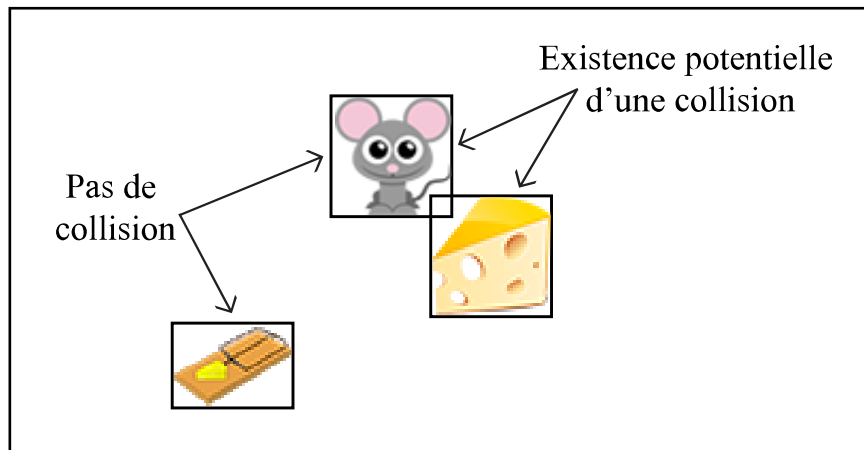 Existence potentielle
d’une collision
Pas de
collision